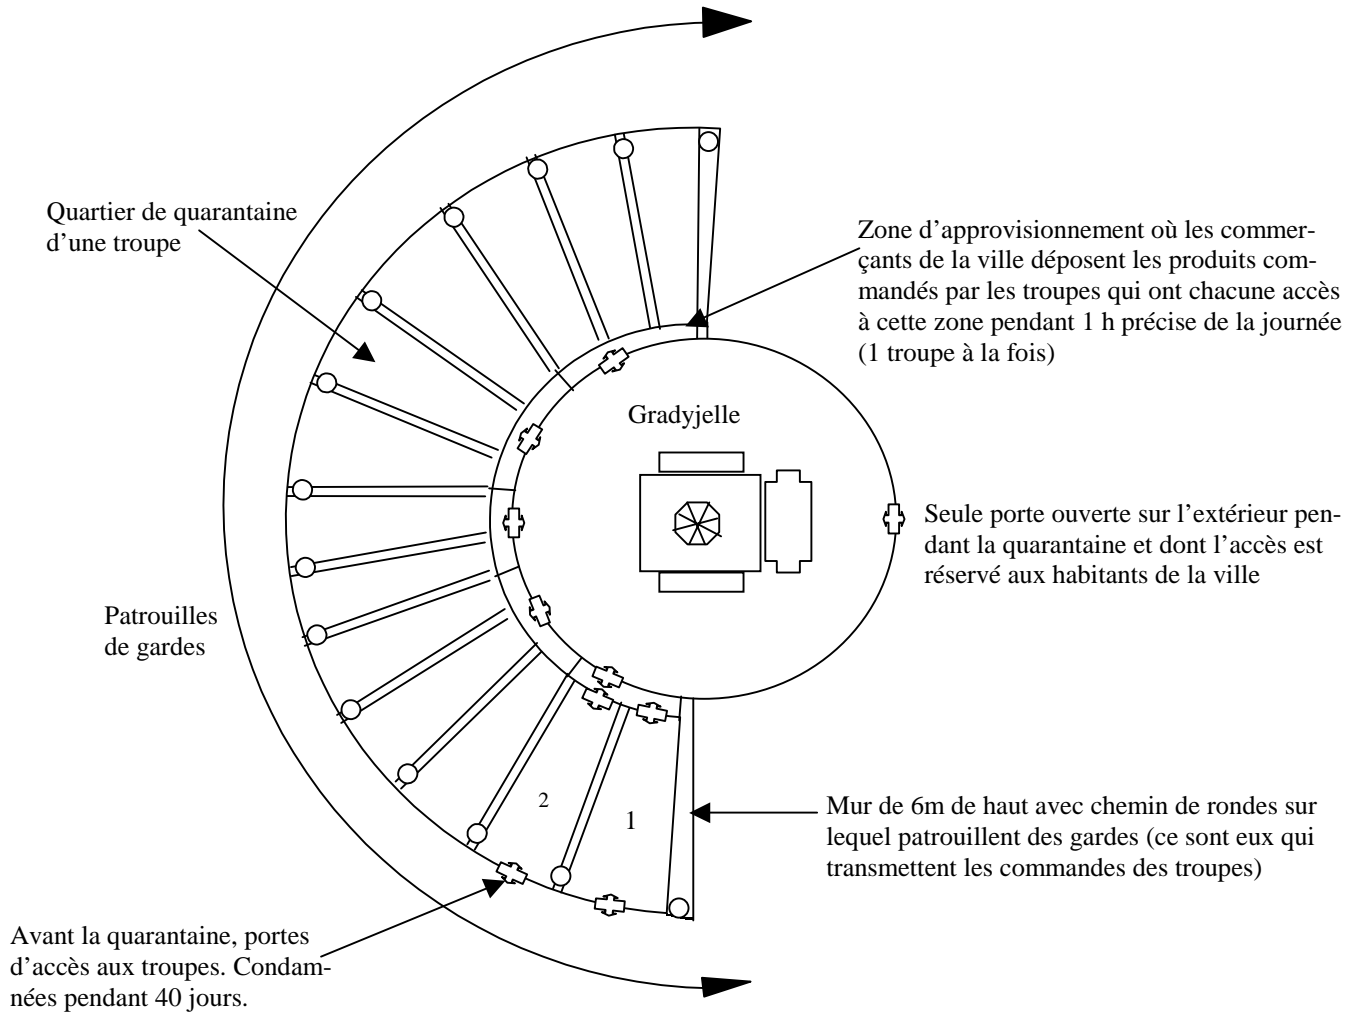 Quartier de quarantaine
d’une troupe
Zone d’approvisionnement où les commer-
çants de la ville déposent les produits com-
mandés par les troupes qui ont chacune accès
à cette zone pendant 1 h précise de la journée
(1 troupe à la fois)
Gradyjelle
Seule porte ouverte sur l’extérieur pen-
dant la quarantaine et dont l’accès est
réservé aux habitants de la ville
Patrouilles
de gardes
2
1
Mur de 6m de haut avec chemin de rondes sur
lequel patrouillent des gardes (ce sont eux qui
transmettent les commandes des troupes)
Avant la quarantaine, portes
d’accès aux troupes. Condam-
nées pendant 40 jours.